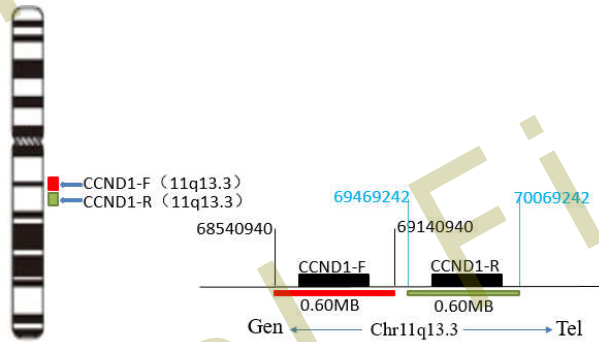 CCND1-F（11q13.3）
CCND1-R（11q13.3）
69469242
70069242
68540940
69140940
CCND1-F
CCND1-R
0.60MB
0.60MB
Gen
Chr11q13.3
Tel